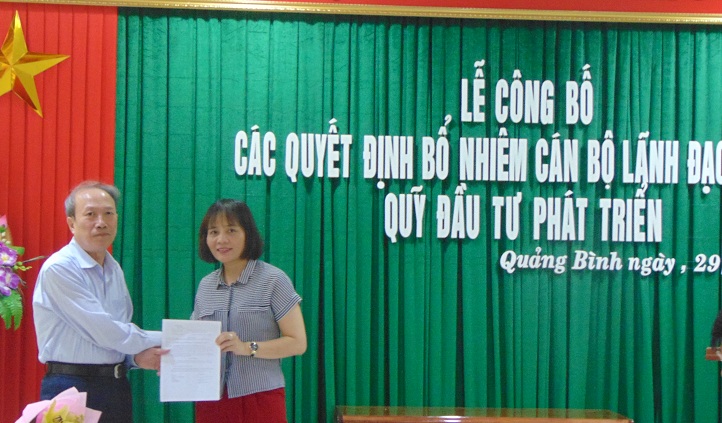 LỄ CÔNG BỐ
CÁC QUYẾT ĐỊNH BỔ NHIỆM CÁN BỘ LÃNH ĐẠO
QUỸ ĐẦU TƯ PHÁT TRIỂN
Quảng Bình ngày , 29